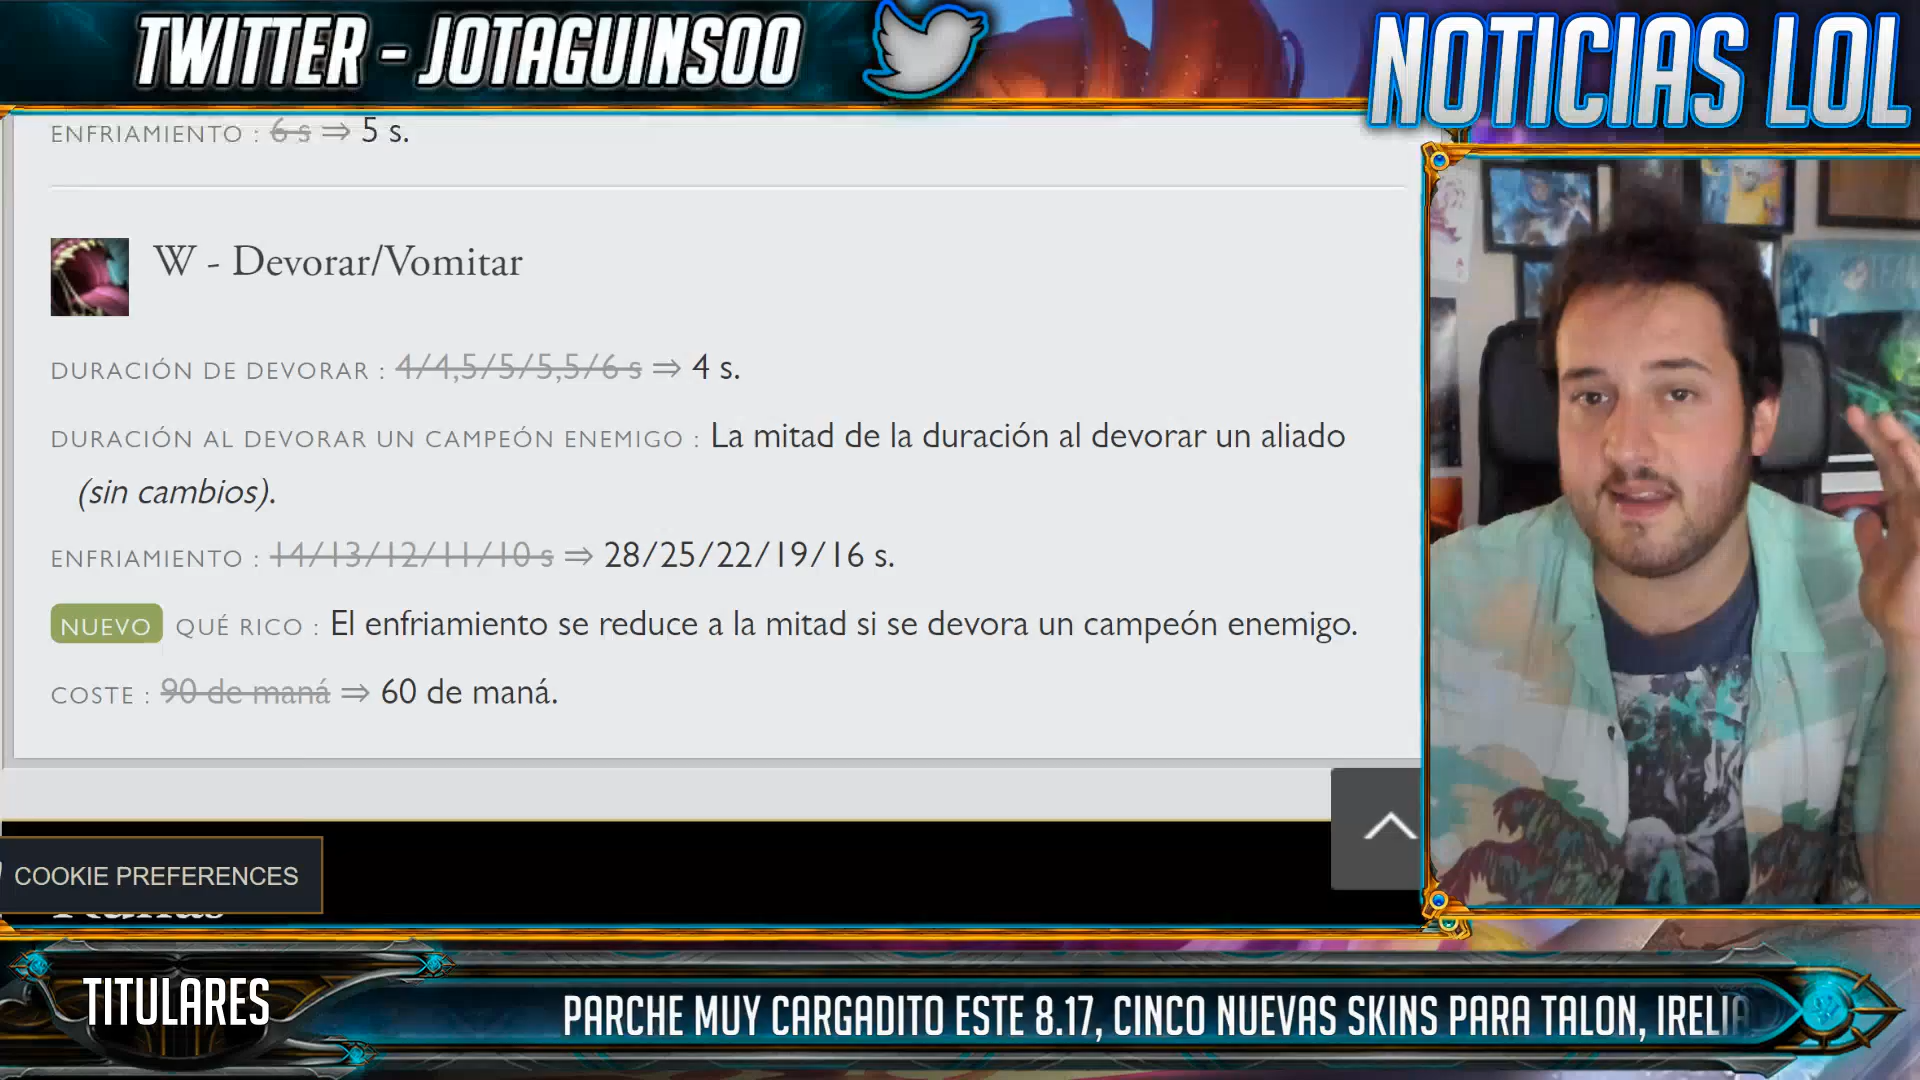 TWITTER - JOTAGUINSOO
NOTICIAS LOL
ENFRIAMIENTO : 6 s ⇒ 5 s.
W - Devorar/Vomitar
DURACIÓN DE DEVORAR : 4/4,5/5/5,5/6 s ⇒ 4 s.
DURACIÓN AL DEVORAR UN CAMPEÓN ENEMIGO : La mitad de la duración al devorar un aliado
(sin cambios).
ENFRIAMIENTO : 14/13/12/11/10 s ⇒ 28/25/22/19/16 s.
NUEVO QUÉ RICO : El enfriamiento se reduce a la mitad si se devora un campeón enemigo.
COSTE : 90 de maná ⇒ 60 de maná.
COOKIE PREFERENCES
TITULARES
PARCHE MUY CARGADITO ESTE 8.17, CINCO NUEVAS SKINS PARA TALON, IRELIA